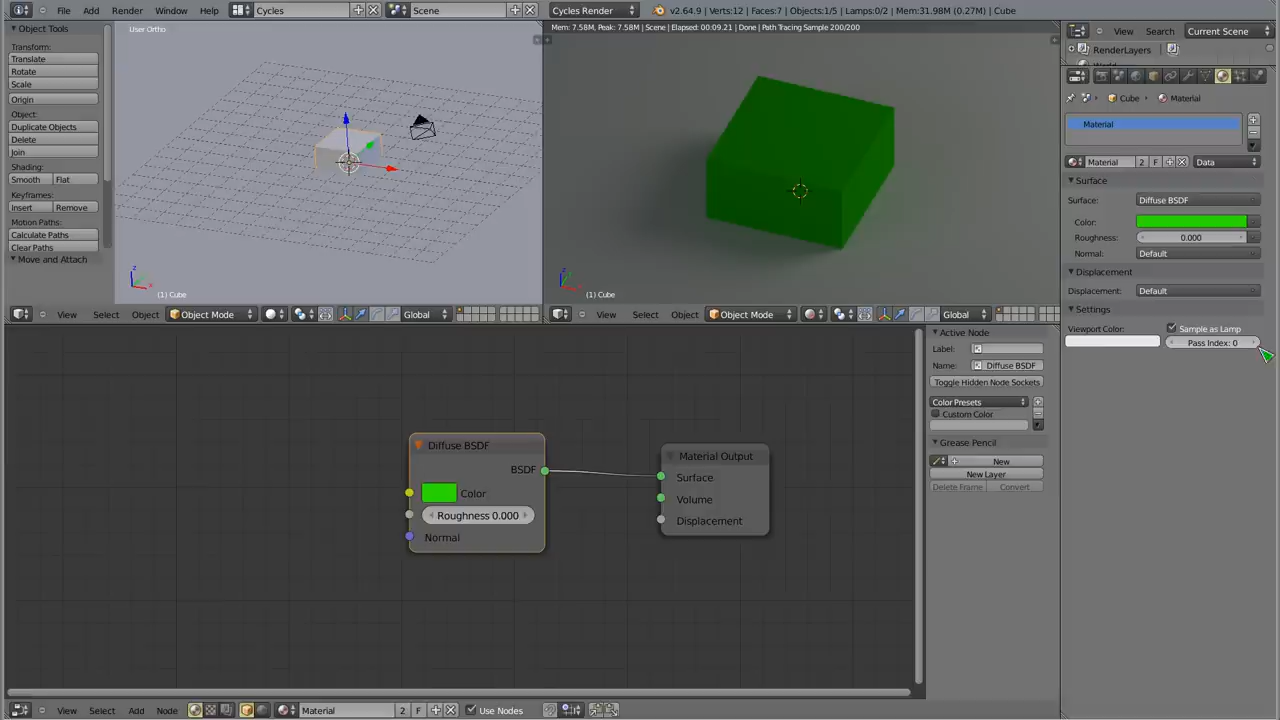 File Add Render Window Help Cycles Scene Cycles Render v2.64.9 | Verts:12 | Faces:7 | Objects:1/5 | Lamps:0/2 | Mem:31.98M (0.27M) | Cube
Object Tools
Transform:
Translate
Rotate
Scale
Origin
Object:
Duplicate Objects
Delete
Join
Shading:
Smooth Flat
Keyframes:
Insert Remove
Motion Paths:
Calculate Paths
Clear Paths
Move and Attach
User Ortho
(1) Cube
View Select Object Object Mode Global
Mem: 7.58M, Peak: 7.58M | Scene | Elapsed: 00:09.21 | Done | Path Tracing Sample 200/200
(1) Cube
View Select Object Object Mode Global
View Search Current Scene
RenderLayers
Cube Material
Material
Material 2 F Data
Surface
Surface: Diffuse BSDF
Color:
Roughness: 0.000
Normal: Default
Displacement
Displacement: Default
Settings
Viewport Color: Sample as Lamp
Pass Index: 0
Diffuse BSDF
BSDF
Color
Roughness 0.000
Normal
Material Output
Surface
Volume
Displacement
Active Node
Label:
Name: Diffuse BSDF
Toggle Hidden Node Sockets
Color Presets
Custom Color
Grease Pencil
New
New Layer
Delete Frame Convert
View Select Add Node Material 2 F Use Nodes